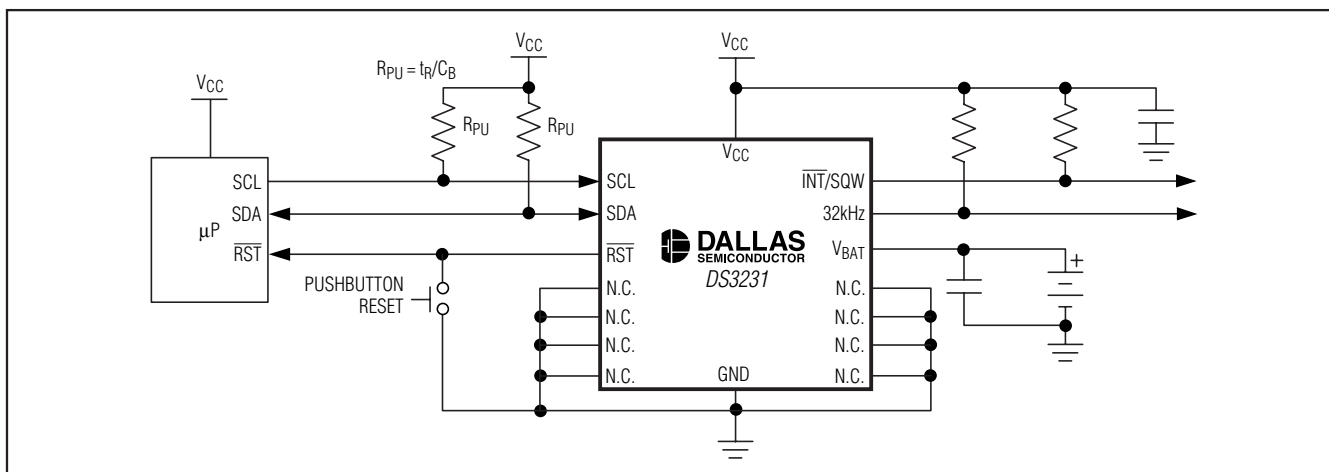 VCC
VCC
RPU = tR/CB
VCC
RPU
RPU
VCC
SCL
SCL
INT/SQW
SDA
SDA
32kHz
μP
RST
RST
DALLAS
SEMICONDUCTOR
DS3231
VBAT
PUSHBUTTON
RESET
N.C.
N.C.
N.C.
N.C.
N.C.
N.C.
N.C.
N.C.
GND
+